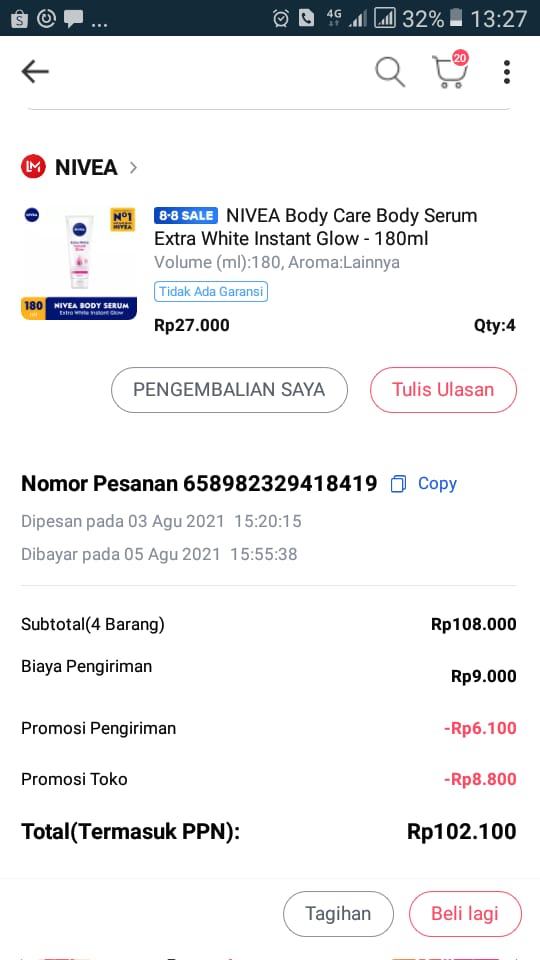 4G 32% 13:27
20
LM NIVEA
8-8 SALE NIVEA Body Care Body Serum
Extra White Instant Glow - 180ml
Volume (ml):180, Aroma:Lainnya
Tidak Ada Garansi
Rp27.000 Qty:4
NIVEA
Nº1
NIVEA
NIVEA
180 ml NIVEA BODY SERUM
Extra White Instant Glow
PENGEMBALIAN SAYA Tulis Ulasan
Nomor Pesanan 658982329418419 Copy
Dipesan pada 03 Agu 2021 15:20:15
Dibayar pada 05 Agu 2021 15:55:38
Subtotal(4 Barang) Rp108.000
Biaya Pengiriman Rp9.000
Promosi Pengiriman -Rp6.100
Promosi Toko -Rp8.800
Total(Termasuk PPN): Rp102.100
Tagihan Beli lagi